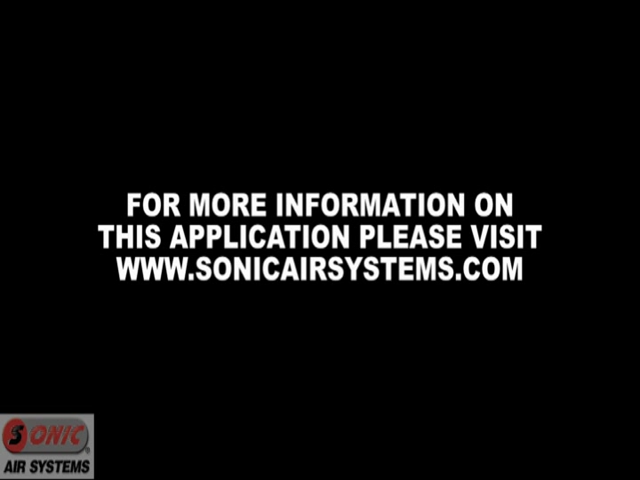 FOR MORE INFORMATION ON
THIS APPLICATION PLEASE VISIT
WWW.SONICAIRSYSTEMS.COM
SONIC®
AIR SYSTEMS